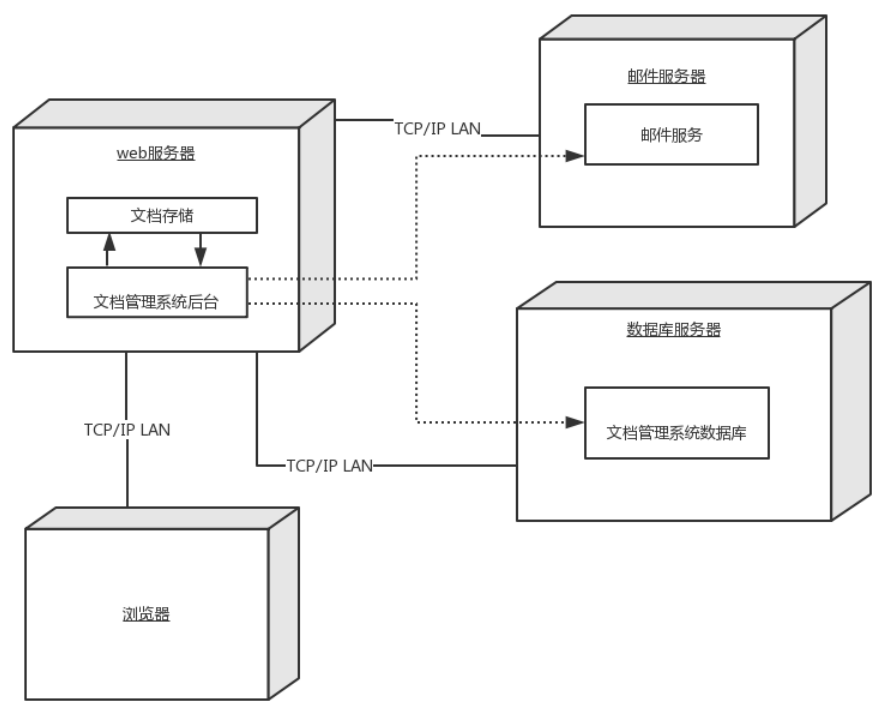 邮件服务器
邮件服务
TCP/IP LAN
web服务器
文档存储
文档管理系统后台
数据库服务器
文档管理系统数据库
TCP/IP LAN
TCP/IP LAN
浏览器